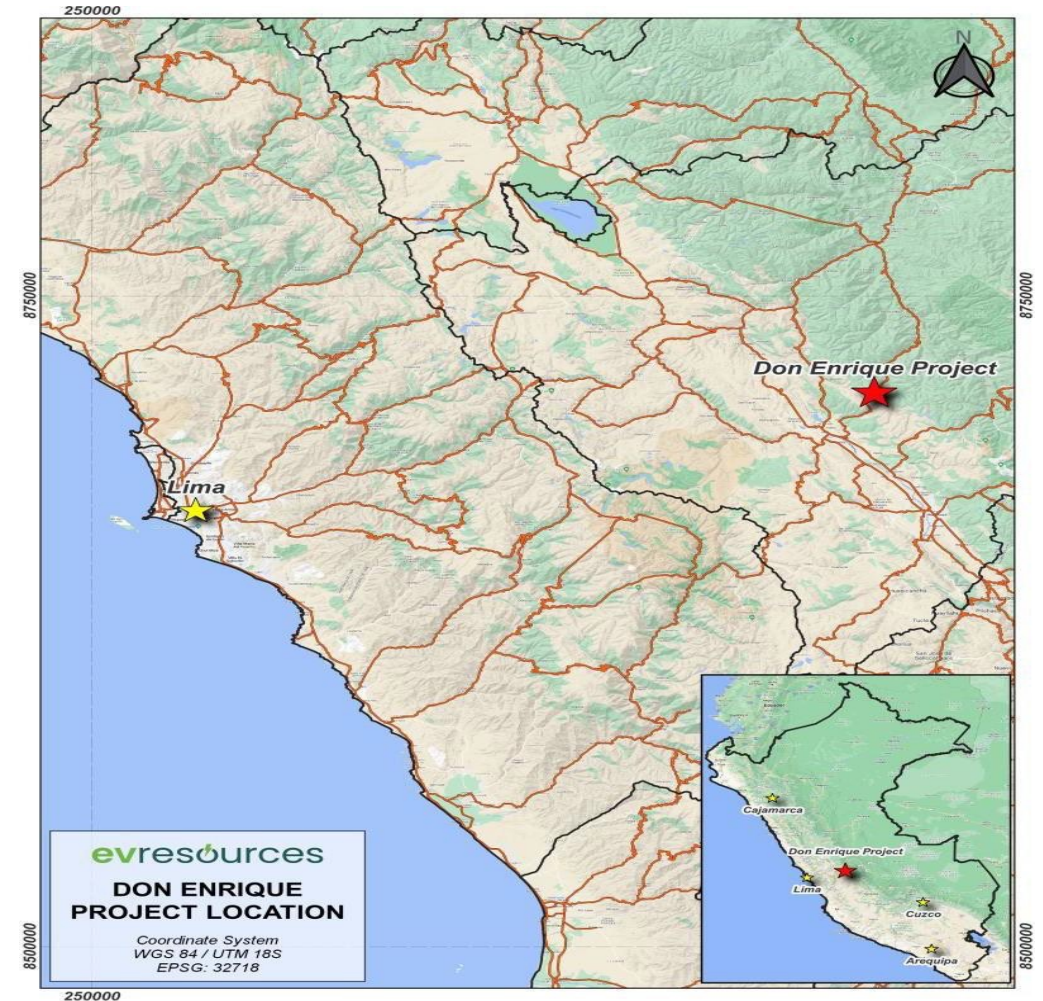 250000
N
8750000
8750000
Don Enrique Project
Lima
evresources
DON ENRIQUE
PROJECT LOCATION
Coordinate System
WGS 84 / UTM 18S
EPSG: 32718
Cajamarca
Don Enrique Project
Lima
Cuzco
Arequipa
8500000
8500000
250000